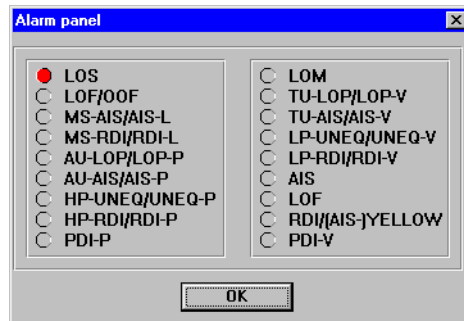 Alarm panel
LOS
LOF/OOF
MS-AIS/AIS-L
MS-RDI/RDI-L
AU-LOP/LOP-P
AU-AIS/AIS-P
HP-UNEQ/UNEQ-P
HP-RDI/RDI-P
PDI-P
LOM
TU-LOP/LOP-V
TU-AIS/AIS-V
LP-UNEQ/UNEQ-V
LP-RDI/RDI-V
AIS
LOF
RDI/(AIS-)YELLOW
PDI-V
OK